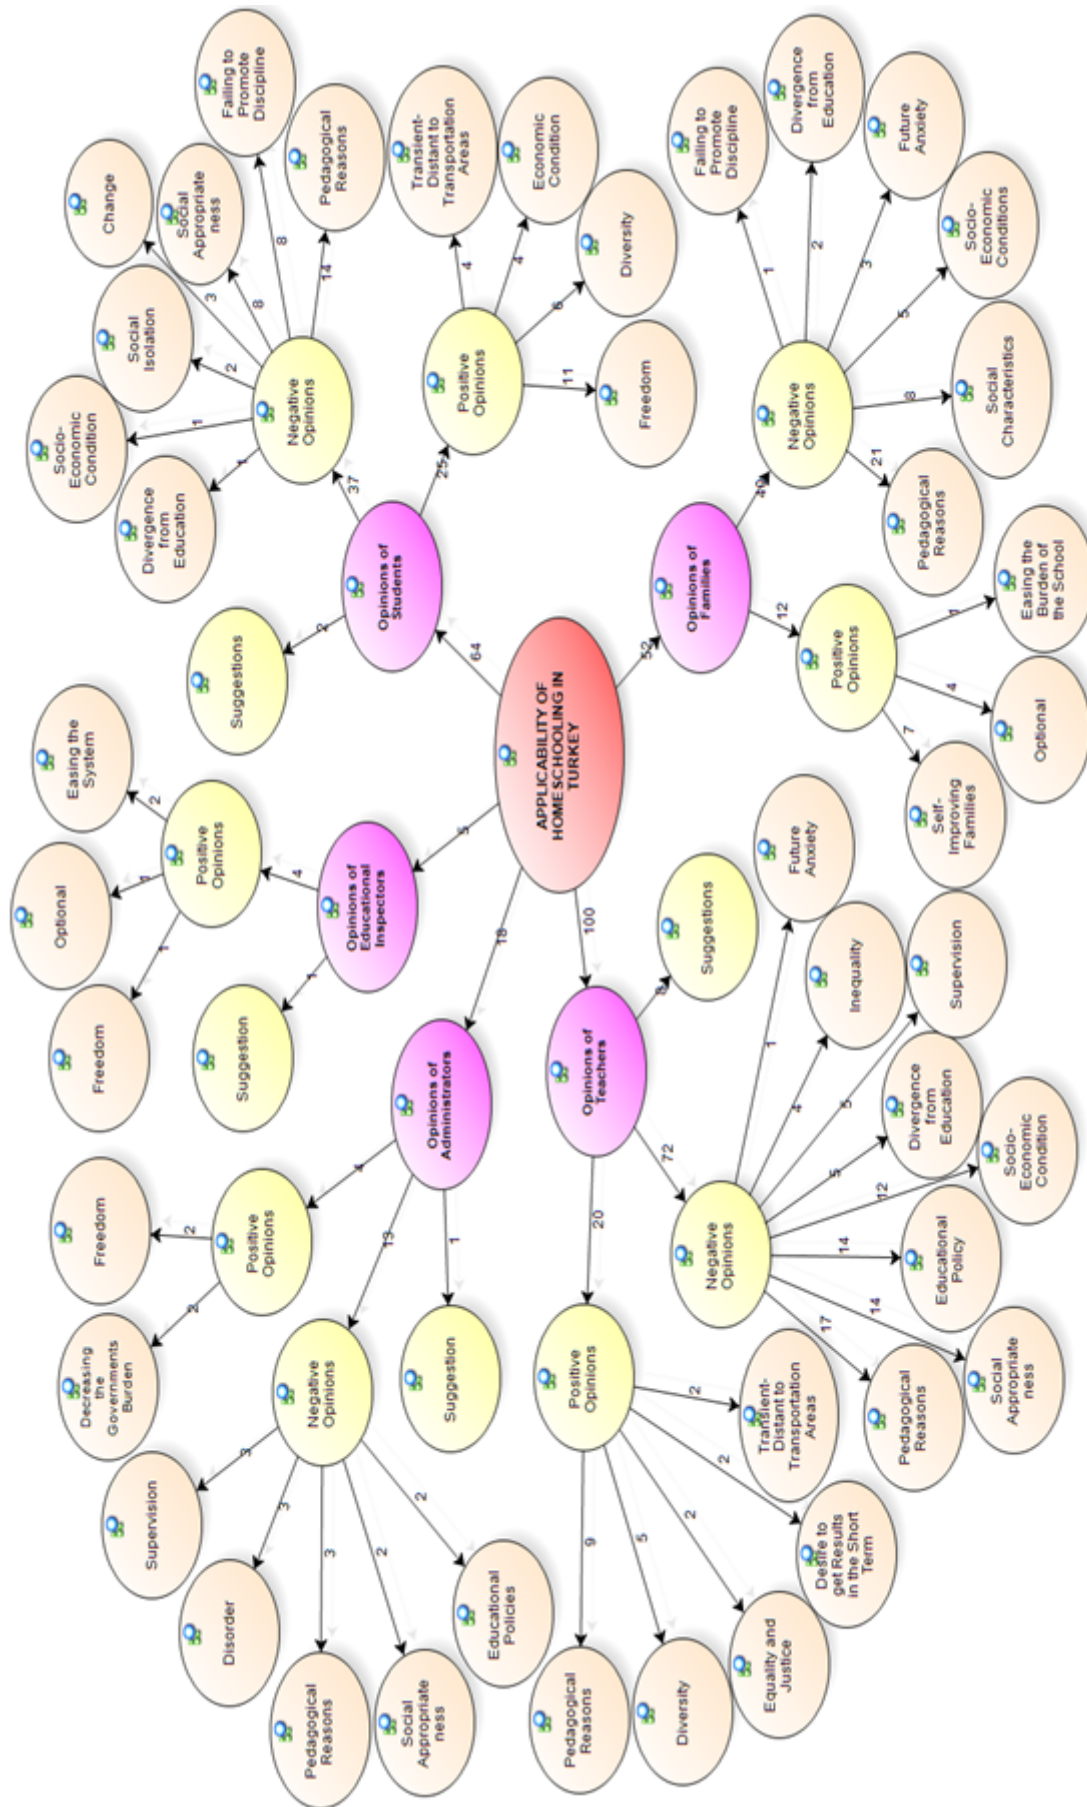 APPLICABILITY OF
HOMESCHOOLING IN
TURKEY
18
5
64
100
52
Opinions of
Administrators
4
13
1
Positive
Opinions
2
2
Decreasing
the
Governments
Burden
Freedom
Negative
Opinions
3
3
3
2
2
Supervision
Disorder
Pedagogical
Reasons
Social
Appropriate
ness
Educational
Policies
Suggestion
Opinions of
Educational
Inspectors
1
4
Suggestion
Positive
Opinions
1
1
2
Freedom
Optional
Easing the
System
Opinions of
Students
2
37
25
Suggestions
Negative
Opinions
1
1
2
3
8
8
14
Divergence
from
Education
Socio-
Economic
Condition
Social
Isolation
Change
Social
Appropriate
ness
Failing to
Promote
Discipline
Pedagogical
Reasons
Positive
Opinions
4
4
6
11
Transient-
Distant to
Transportation
Areas
Economic
Condition
Diversity
Freedom
Opinions of
Teachers
20
72
8
Positive
Opinions
9
5
2
2
2
Pedagogical
Reasons
Diversity
Equality and
Justice
Desire to
get Results
in the Short
Term
Transient-
Distant to
Transportation
Areas
Negative
Opinions
17
14
14
12
5
5
4
1
Pedagogical
Reasons
Social
Appropriate
ness
Educational
Policy
Socio-
Economic
Condition
Divergence
from
Education
Supervision
Inequality
Future
Anxiety
Suggestions
Opinions of
Families
12
40
Positive
Opinions
7
4
1
Self-
Improving
Families
Optional
Easing the
Burden of
the School
Negative
Opinions
21
8
5
3
2
1
Pedagogical
Reasons
Social
Characteristics
Socio-
Economic
Conditions
Future
Anxiety
Divergence
from
Education
Failing to
Promote
Discipline